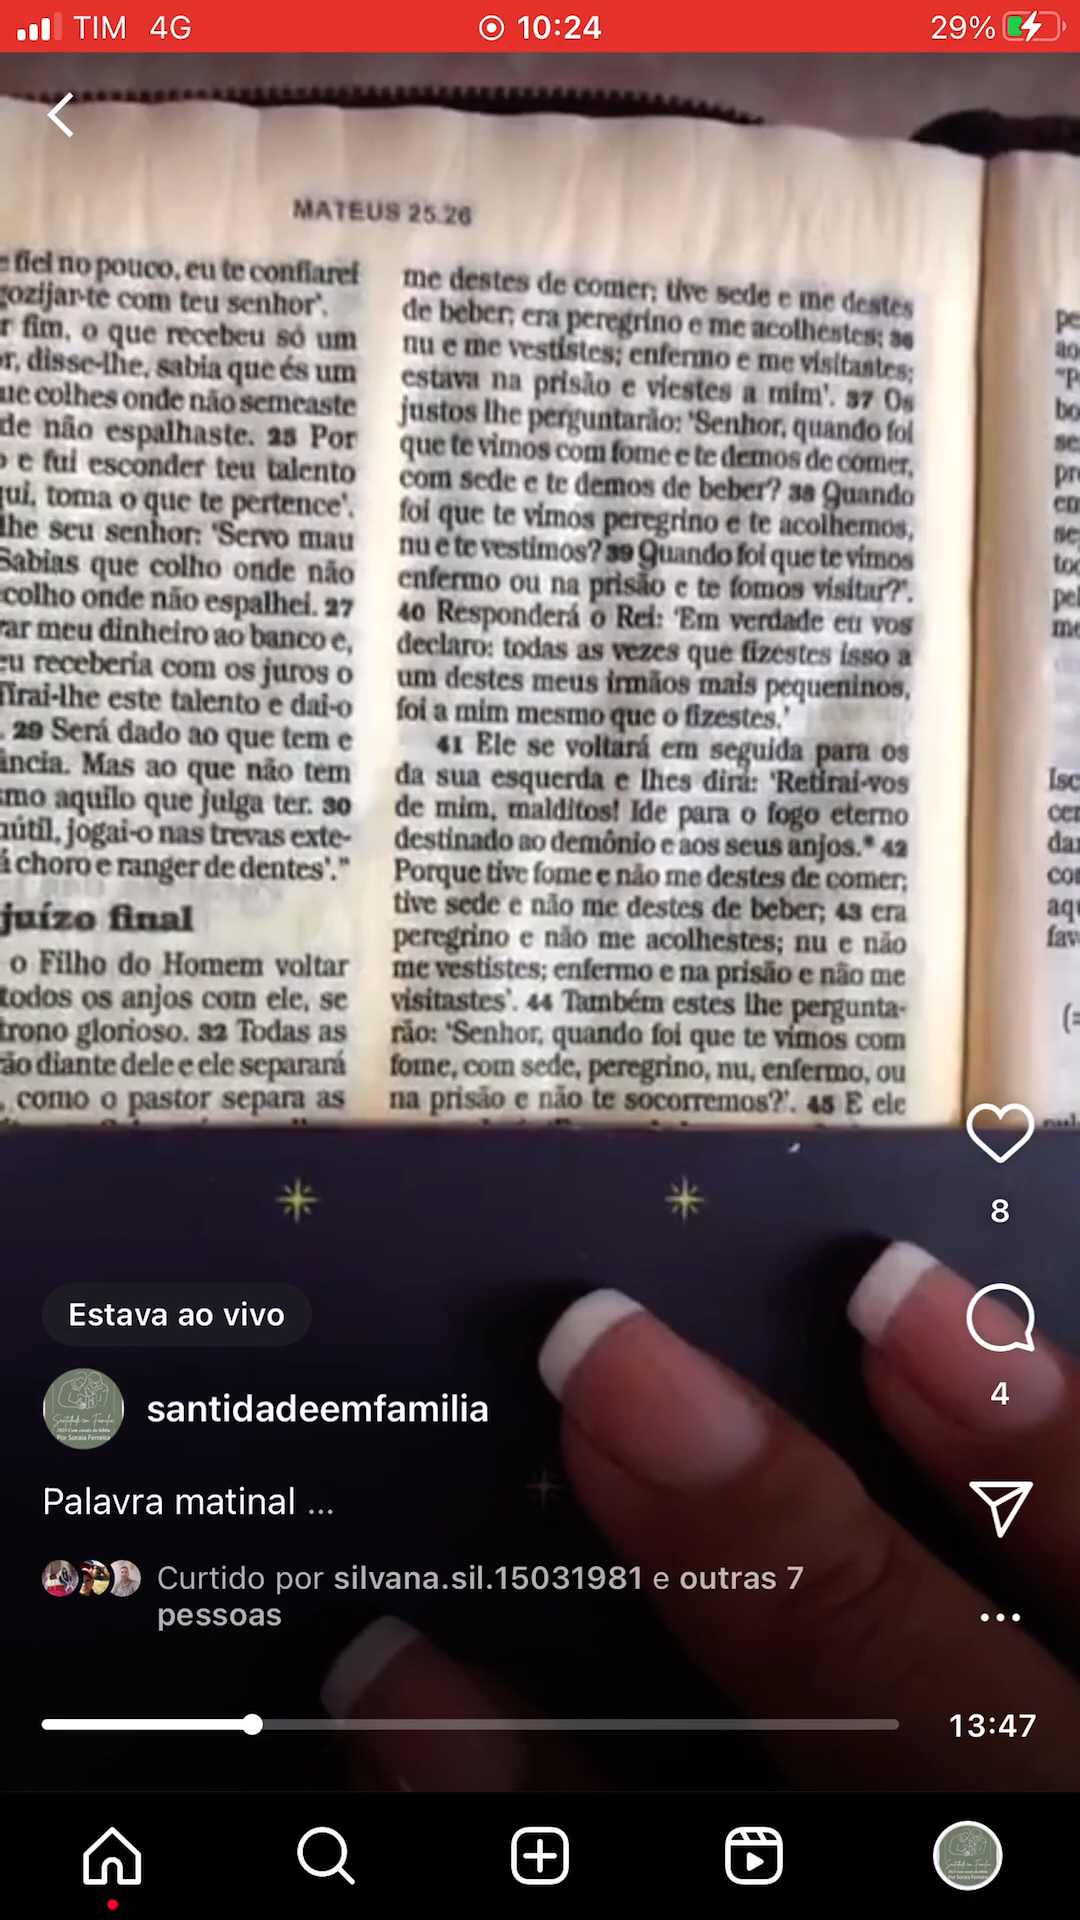 TIM 4G
10:24
29%
MATEUS 25.26
fiel no pouco, eu te confiarei
gozijar-te com teu senhor'.
r fim, o que recebeu só um
or, disse-lhe, sabia que és um
ue colhes onde não semeaste
de não espalhaste. 25 Por
o e fui esconder teu talento
qui, toma o que te pertence'.
lhe seu senhor: 'Servo mau
Sabias que colho onde não
colho onde não espalhei. 27
var meu dinheiro ao banco e,
eu receberia com os juros o
Tirai-lhe este talento e dai-o
. 29 Será dado ao que tem e
ância. Mas ao que não tem
smo aquilo que julga ter. 30
nútil, jogai-o nas trevas exte-
á choro e ranger de dentes'."
juízo final
o Filho do Homem voltar
todos os anjos com ele, se
trono glorioso. 32 Todas as
ão diante dele e ele separará
, como o pastor separa as
me destes de comer; tive sede e me destes
de beber; era peregrino e me acolhestes; 36
nu e me vestistes; enfermo e me visitastes;
estava na prisão e viestes a mim'. 37 Os
justos lhe perguntarão: 'Senhor, quando foi
que te vimos com fome e te demos de comer,
com sede e te demos de beber? 38 Quando
foi que te vimos peregrino e te acolhemos,
nu e te vestimos? 39 Quando foi que te vimos
enfermo ou na prisão e te fomos visitar?'.
40 Responderá o Rei: 'Em verdade eu vos
declaro: todas as vezes que fizestes isso a
um destes meus irmãos mais pequeninos,
foi a mim mesmo que o fizestes.'
41 Ele se voltará em seguida para os
da sua esquerda e lhes dirá: 'Retirai-vos
de mim, malditos! Ide para o fogo eterno
destinado ao demônio e aos seus anjos.* 42
Porque tive fome e não me destes de comer;
tive sede e não me destes de beber; 43 era
peregrino e não me acolhestes; nu e não
me vestistes; enfermo e na prisão e não me
visitastes'. 44 Também estes lhe pergunta-
rão: 'Senhor, quando foi que te vimos com
fome, com sede, peregrino, nu, enfermo, ou
na prisão e não te socorremos?'. 45 E ele
8
Estava ao vivo
4
santidadeemfamilia
Palavra matinal ...
Curtido por silvana.sil.15031981 e outras 7
pessoas
13:47